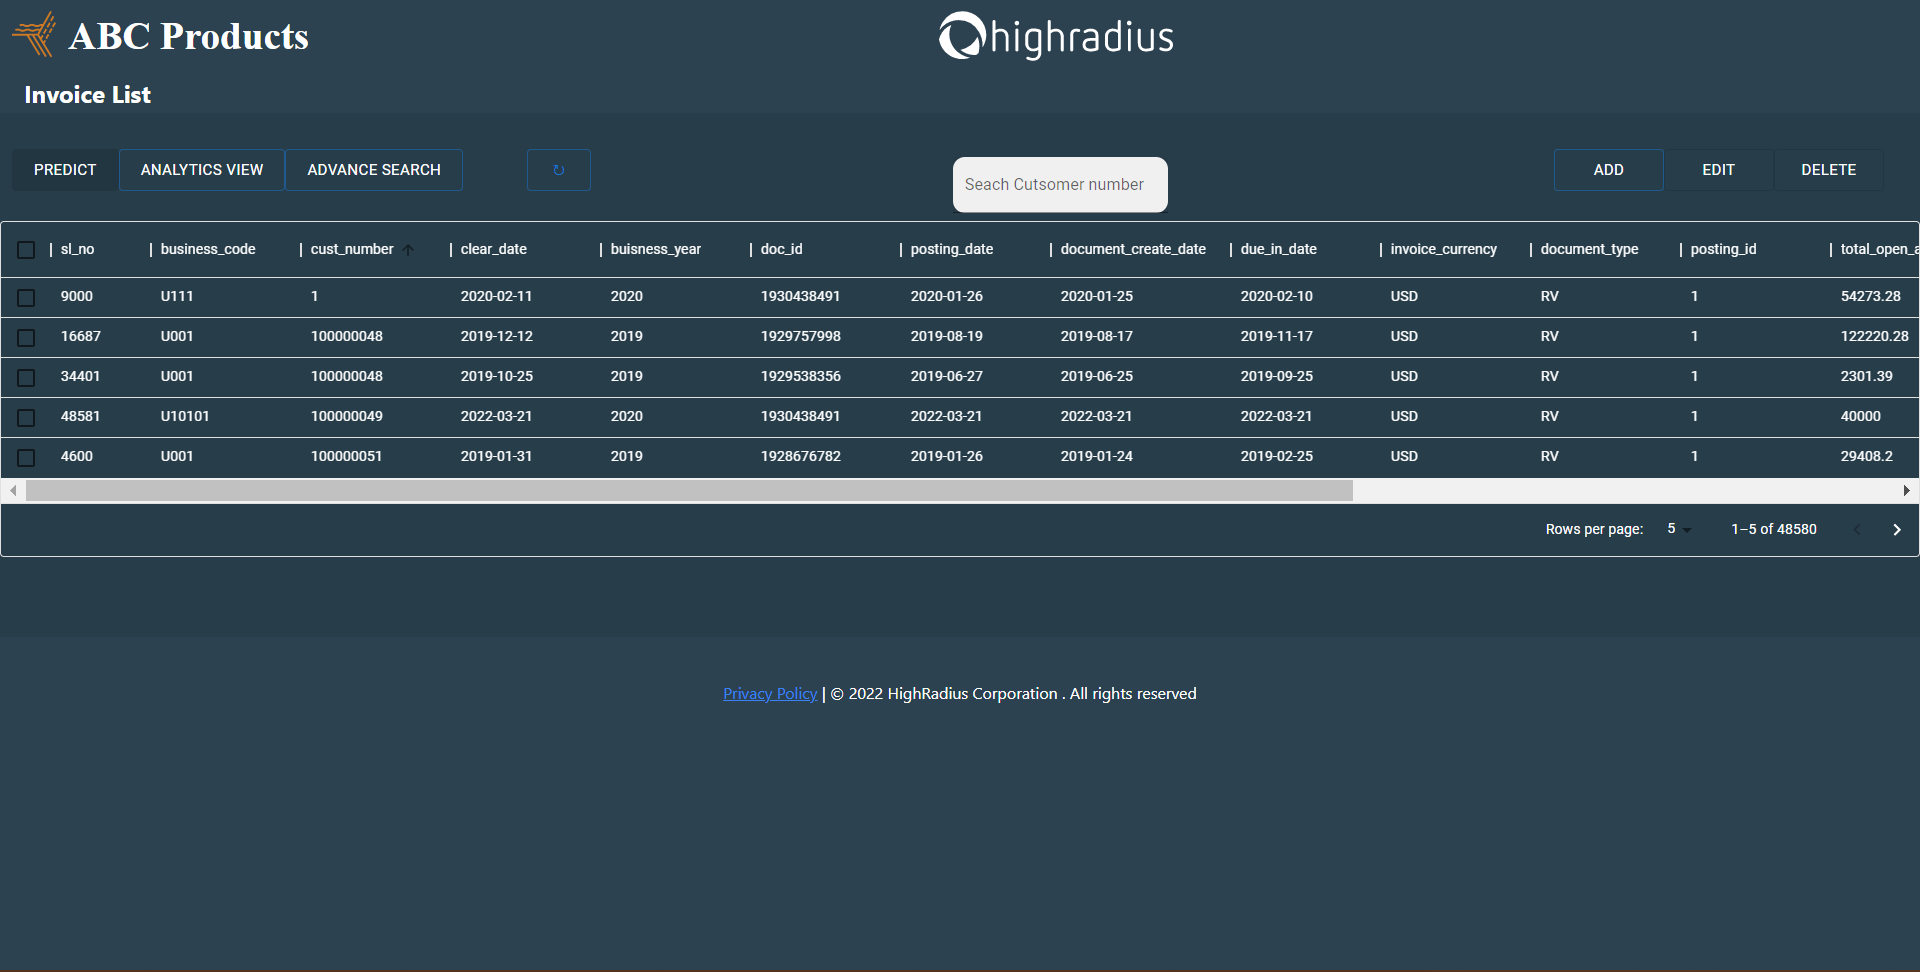 ABC Products
highradius
Invoice List
PREDICT ANALYTICS VIEW ADVANCE SEARCH ↻ Seach Cutsomer number ADD EDIT DELETE
sl_no business_code cust_number clear_date buisness_year doc_id posting_date document_create_date due_in_date invoice_currency document_type posting_id total_open_a
9000 U111 1 2020-02-11 2020 1930438491 2020-01-26 2020-01-25 2020-02-10 USD RV 1 54273.28
16687 U001 100000048 2019-12-12 2019 1929757998 2019-08-19 2019-08-17 2019-11-17 USD RV 1 122220.28
34401 U001 100000048 2019-10-25 2019 1929538356 2019-06-27 2019-06-25 2019-09-25 USD RV 1 2301.39
48581 U10101 100000049 2022-03-21 2020 1930438491 2022-03-21 2022-03-21 2022-03-21 USD RV 1 40000
4600 U001 100000051 2019-01-31 2019 1928676782 2019-01-26 2019-01-24 2019-02-25 USD RV 1 29408.2
Rows per page: 5 1–5 of 48580
Privacy Policy | © 2022 HighRadius Corporation . All rights reserved